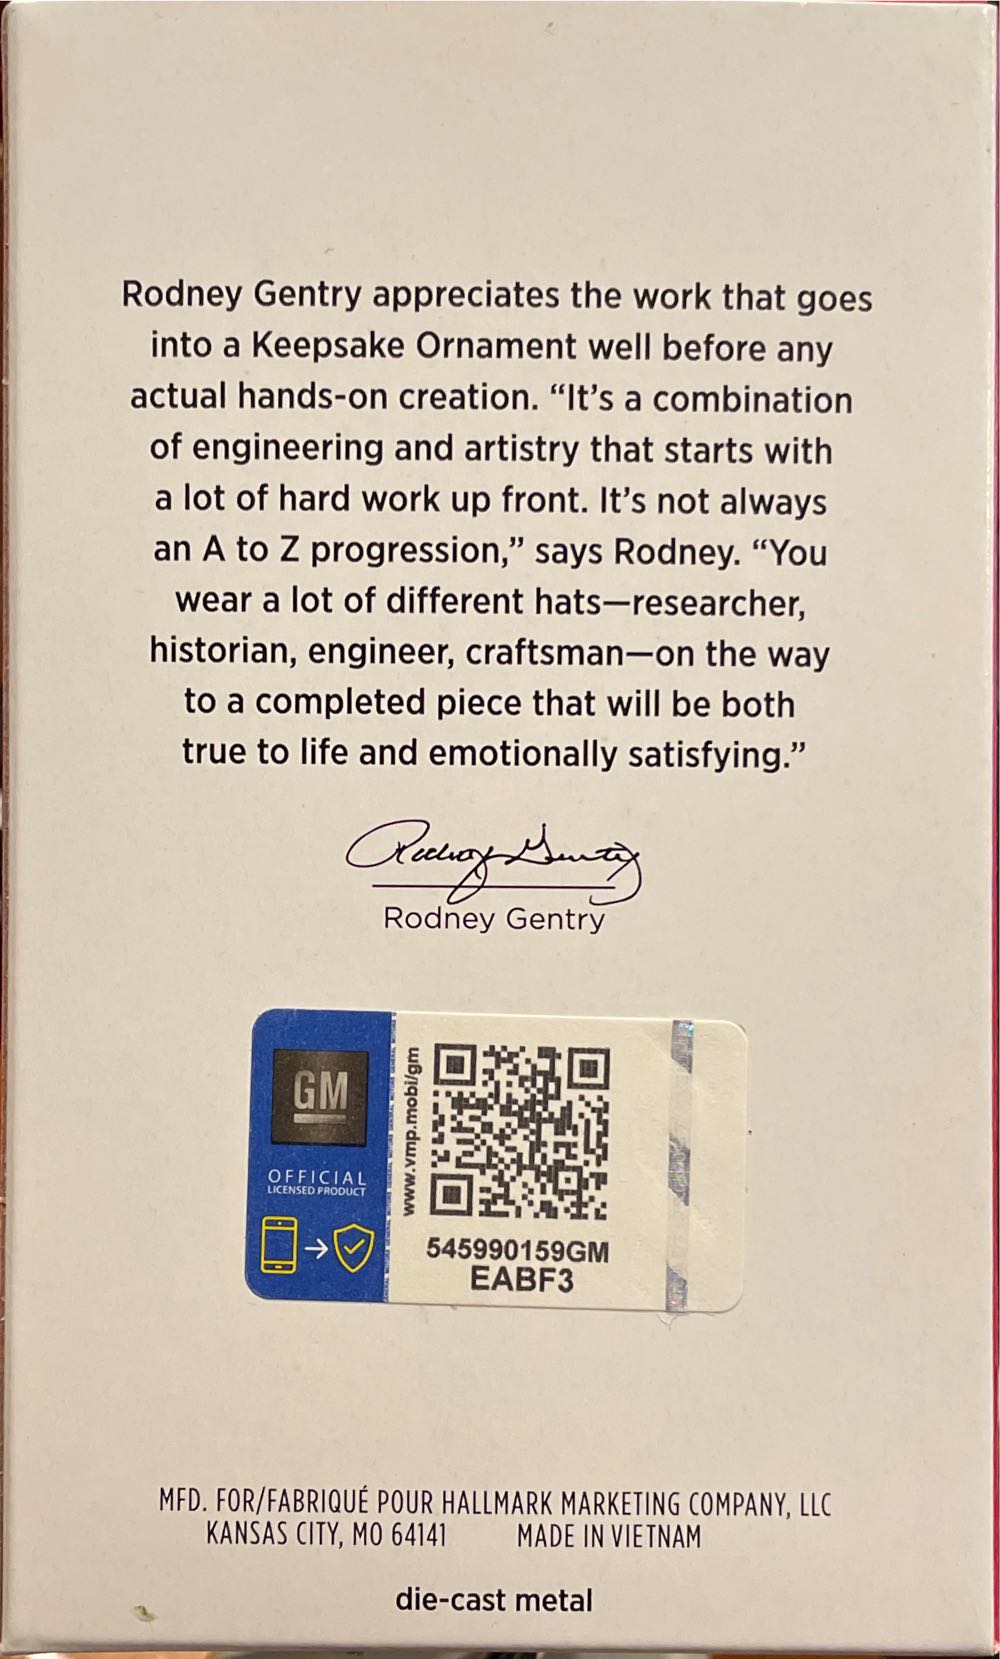 Rodney Gentry appreciates the work that goes
into a Keepsake Ornament well before any
actual hands-on creation. “It’s a combination
of engineering and artistry that starts with
a lot of hard work up front. It’s not always
an A to Z progression,” says Rodney. “You
wear a lot of different hats—researcher,
historian, engineer, craftsman—on the way
to a completed piece that will be both
true to life and emotionally satisfying.”
Rodney Gentry
Rodney Gentry
GM
OFFICIAL
LICENSED PRODUCT
www.vmp.mobi/gm
545990159GM
EABF3
MFD. FOR/FABRIQUÉ POUR HALLMARK MARKETING COMPANY, LLC
KANSAS CITY, MO 64141 MADE IN VIETNAM
die-cast metal